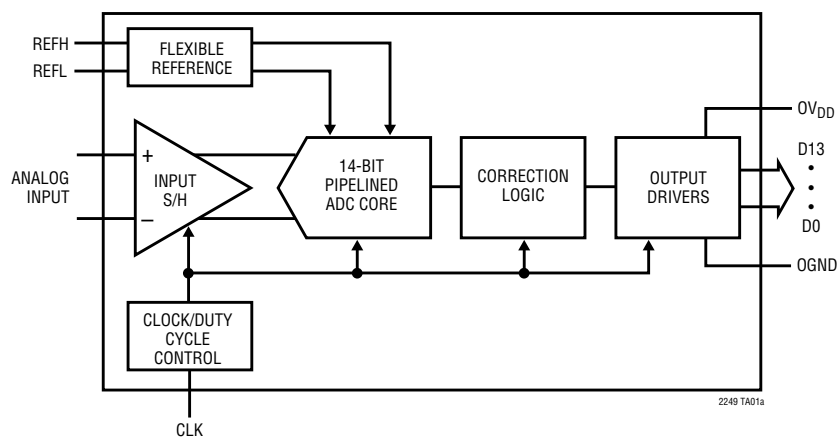 REFH
REFL
FLEXIBLE
REFERENCE
OVDD
ANALOG
INPUT
+
–
INPUT
S/H
14-BIT
PIPELINED
ADC CORE
CORRECTION
LOGIC
OUTPUT
DRIVERS
D13
•
•
•
D0
OGND
CLOCK/DUTY
CYCLE
CONTROL
2249 TA01a
CLK